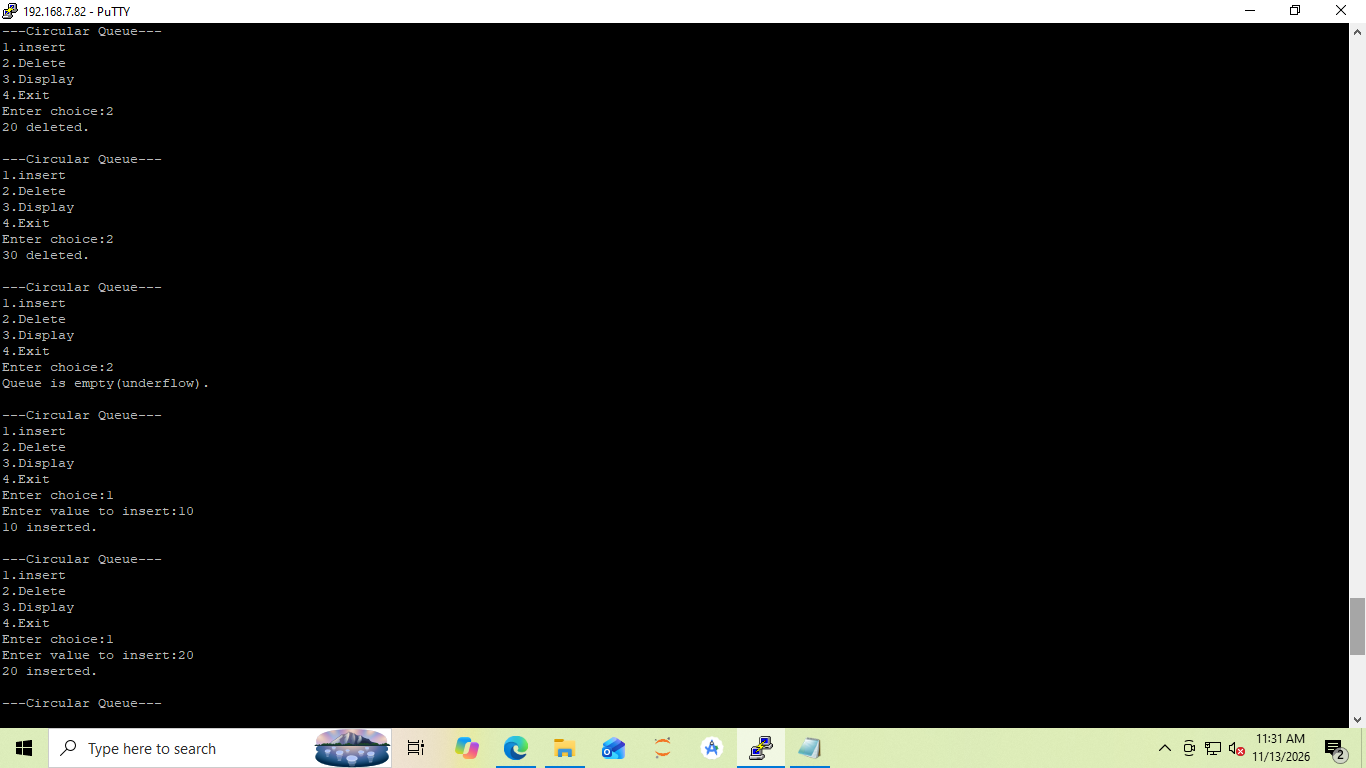 192.168.7.82 - PuTTY
---Circular Queue---
1.insert
2.Delete
3.Display
4.Exit
Enter choice:2
20 deleted.
---Circular Queue---
1.insert
2.Delete
3.Display
4.Exit
Enter choice:2
30 deleted.
---Circular Queue---
1.insert
2.Delete
3.Display
4.Exit
Enter choice:2
Queue is empty(underflow).
---Circular Queue---
1.insert
2.Delete
3.Display
4.Exit
Enter choice:1
Enter value to insert:10
10 inserted.
---Circular Queue---
1.insert
2.Delete
3.Display
4.Exit
Enter choice:1
Enter value to insert:20
20 inserted.
---Circular Queue---
Type here to search
11:31 AM
11/13/2026
2